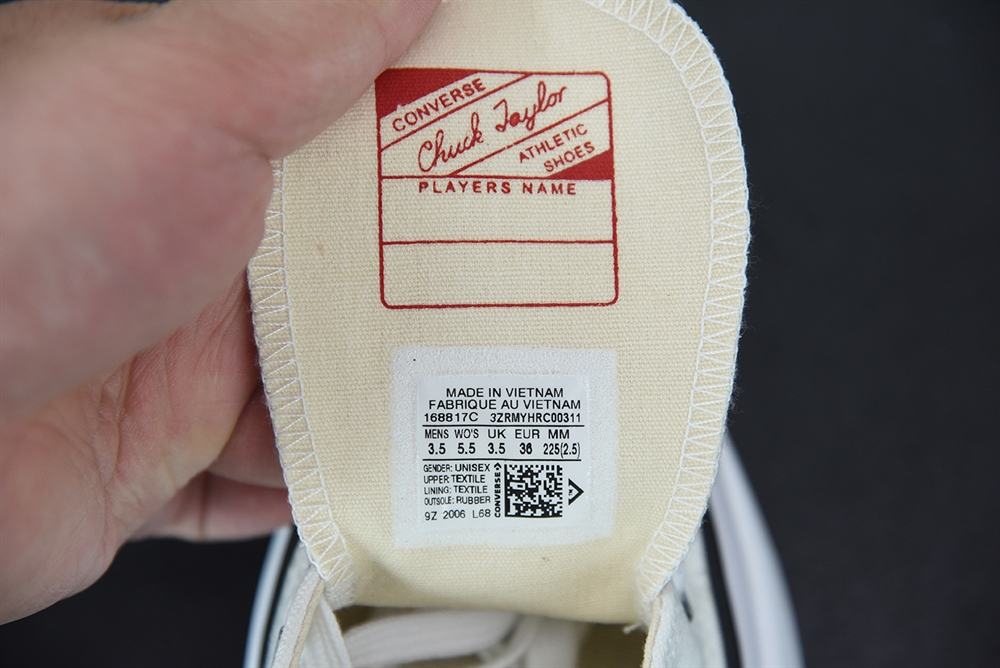 CONVERSE
Chuck Taylor
ATHLETIC
SHOES
PLAYERS NAME
MADE IN VIETNAM
FABRIQUE AU VIETNAM
168817C 3ZRMYHRC00311
MENS WO'S UK EUR MM
3.5 5.5 3.5 36 225(2.5)
GENDER: UNISEX
UPPER: TEXTILE
LINING: TEXTILE
OUTSOLE: RUBBER
CONVERSE
9Z 2006 L68